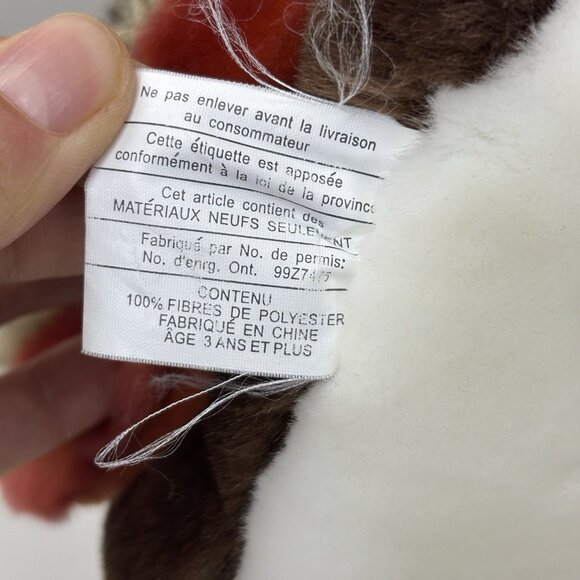 Ne pas enlever avant la livraison
au consommateur
Cette étiquette est apposée
conformément à la loi de la province
Cet article contient des
MATÉRIAUX NEUFS SEULEMENT
Fabriqué par No. de permis:
No. d'enrg. Ont.
CONTENU
100% FIBRES DE POLYESTER
FABRIQUÉ EN CHINE
ÂGE 3 ANS ET PLUS